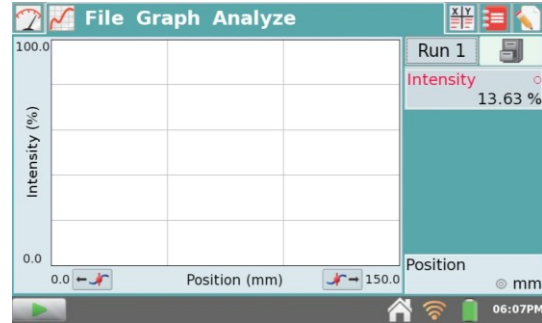 File Graph Analyze
X Y
100.0
Intensity (%)
0.0
0.0
Position (mm)
150.0
Run 1
Intensity
13.63 %
Position
mm
06:07PM